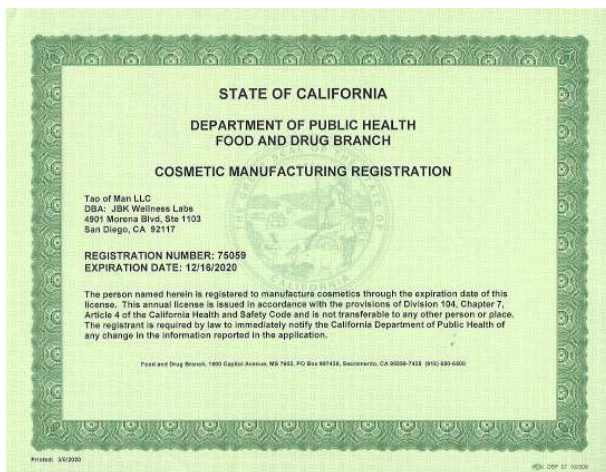 STATE OF CALIFORNIA
DEPARTMENT OF PUBLIC HEALTH
FOOD AND DRUG BRANCH
COSMETIC MANUFACTURING REGISTRATION
Tao of Man LLC
DBA: JBK Wellness Labs
4901 Morena Blvd, Ste 1103
San Diego, CA 92117
REGISTRATION NUMBER: 75059
EXPIRATION DATE: 12/16/2020
The person named herein is registered to manufacture cosmetics through the expiration date of this
license. This annual license is issued in accordance with the provisions of Division 104, Chapter 7,
Article 4 of the California Health and Safety Code and is not transferable to any other person or place.
The registrant is required by law to immediately notify the California Department of Public Health of
any change in the information reported in the application.
Food and Drug Branch, 1500 Capitol Avenue, MS 7602, PO Box 997435, Sacramento, CA 95899-7435 (916) 650-6500
Printed: 3/6/2020